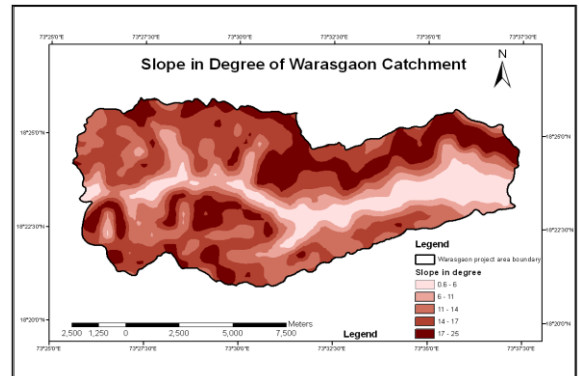 73°25'0"E 73°27'30"E 73°30'0"E 73°32'30"E 73°35'0"E 73°37'30"E
Slope in Degree of Warasgaon Catchment
N
18°25'0"N 18°25'0"N
18°22'30"N 18°22'30"N
Legend
Warasgaon project area boundary
Slope in degree
0.6 - 6
6 - 11
11 - 14
14 - 17
17 - 25
18°20'0"N 18°20'0"N
2,500 1,250 0 2,500 5,000 7,500
Meters
Legend
73°25'0"E 73°27'30"E 73°30'0"E 73°32'30"E 73°35'0"E 73°37'30"E